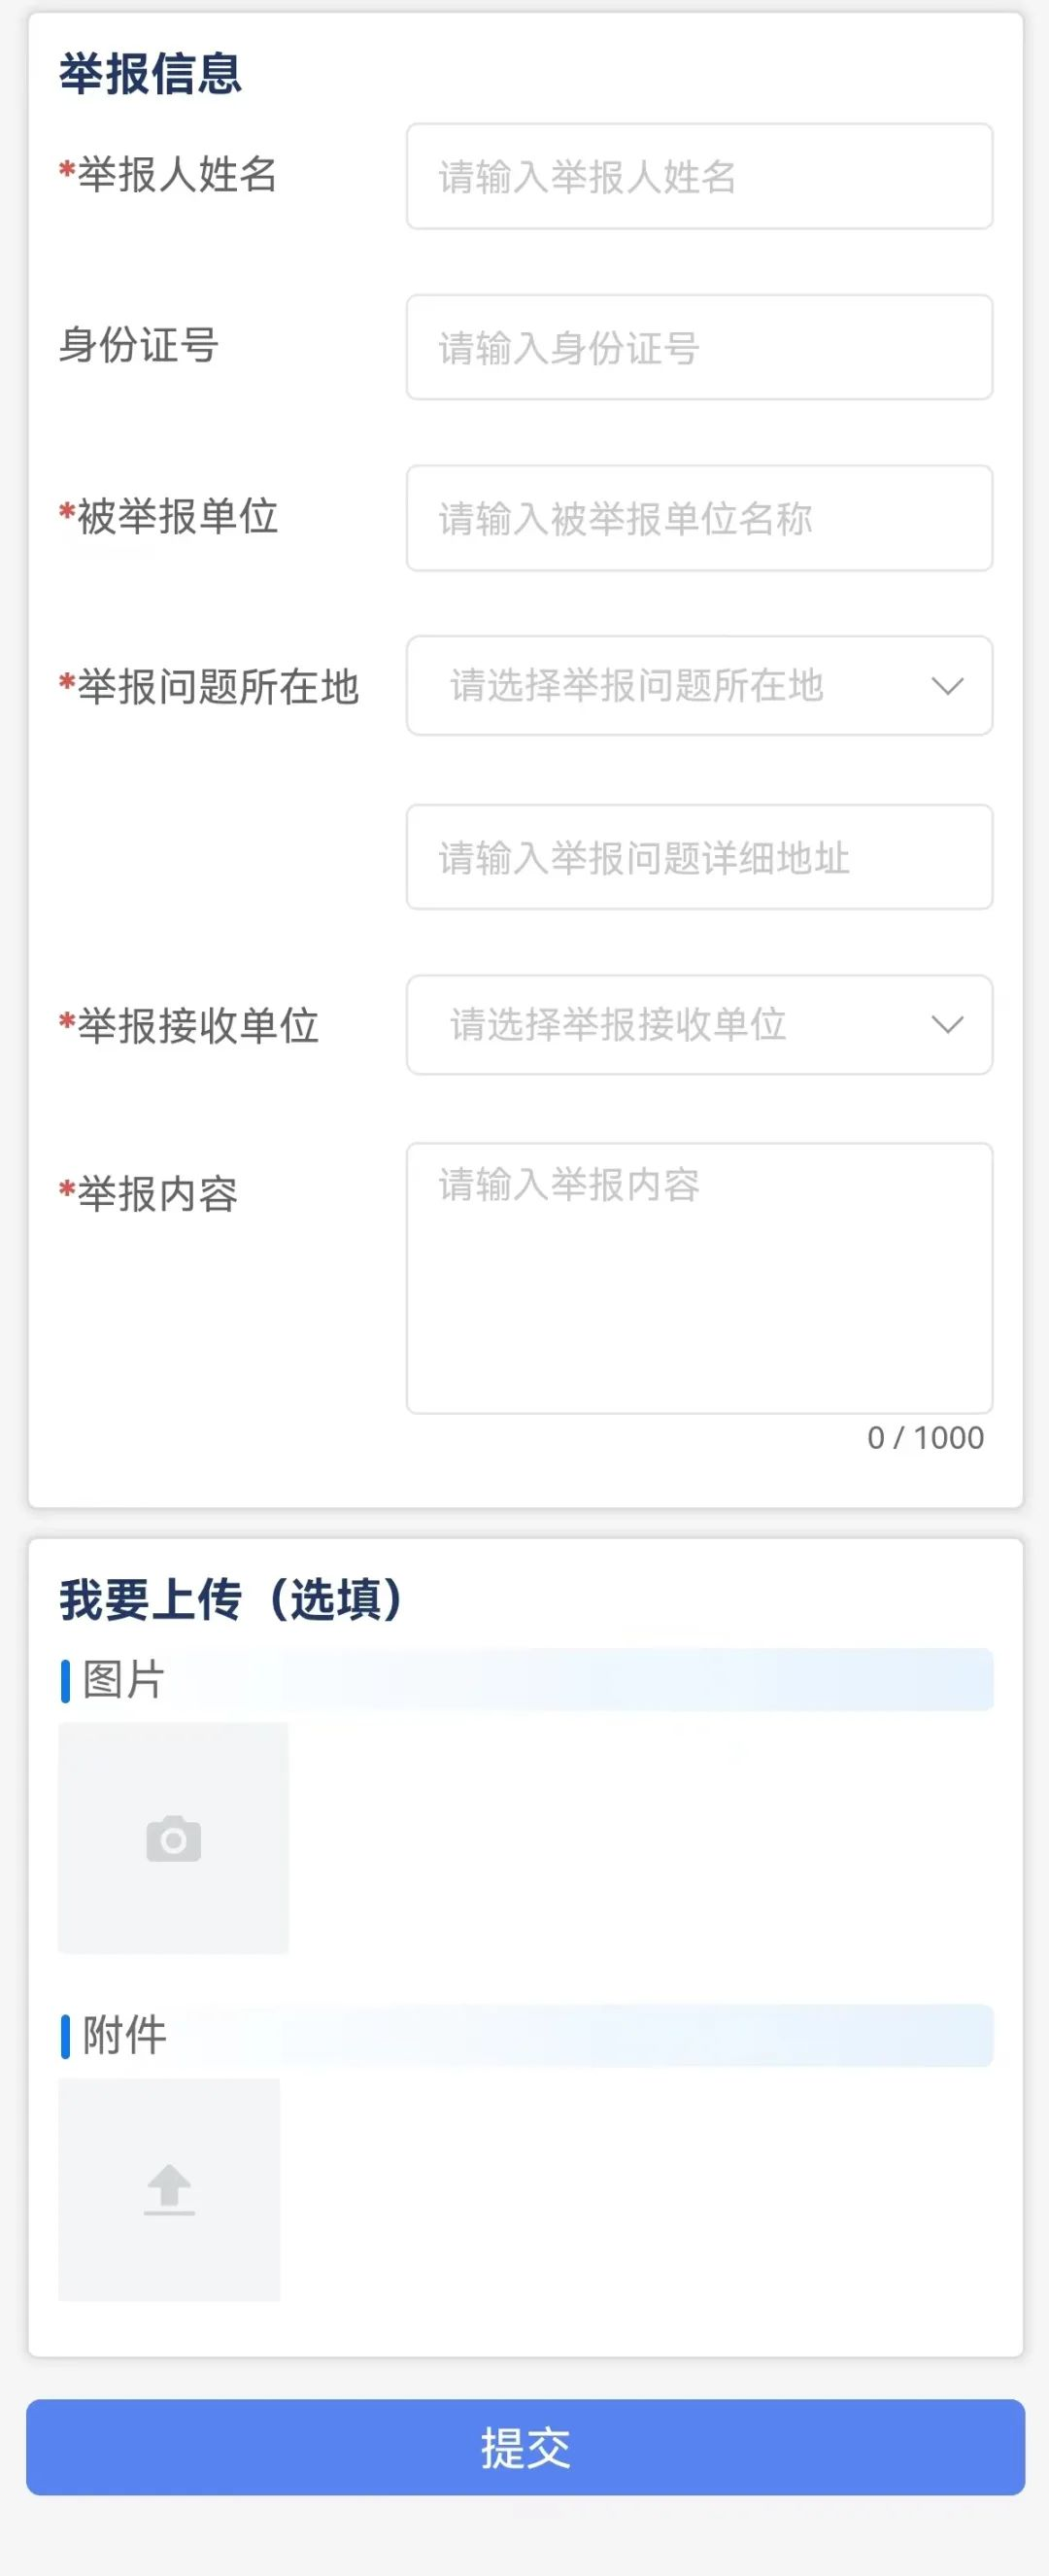 举报信息
*举报人姓名 请输入举报人姓名
身份证号 请输入身份证号
*被举报单位 请输入被举报单位名称
*举报问题所在地 请选择举报问题所在地
请输入举报问题详细地址
*举报接收单位 请选择举报接收单位
*举报内容 请输入举报内容
0 / 1000
我要上传（选填）
图片
附件
提交